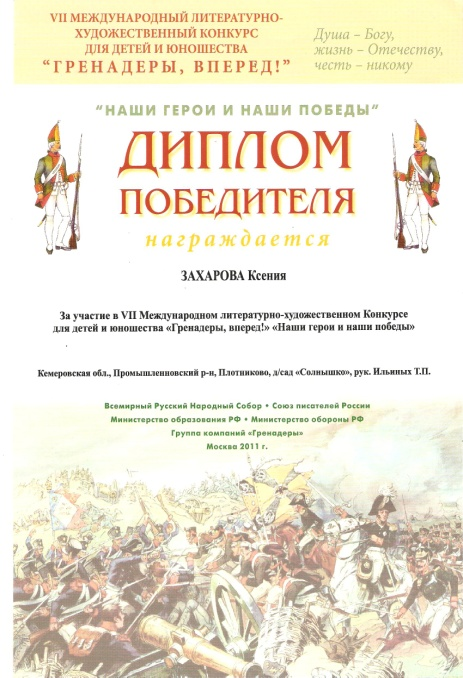 VII МЕЖДУНАРОДНЫЙ ЛИТЕРАТУРНО-
ХУДОЖЕСТВЕННЫЙ КОНКУРС
ДЛЯ ДЕТЕЙ И ЮНОШЕСТВА
“ГРЕНАДЕРЫ, ВПЕРЕД!”
Душа – Богу,
жизнь – Отечеству,
честь – никому
“НАШИ ГЕРОИ И НАШИ ПОБЕДЫ”
ДИПЛОМ
ПОБЕДИТЕЛЯ
награждается
ЗАХАРОВА Ксения
За участие в VII Международном литературно-художественном Конкурсе
для детей и юношества «Гренадеры, вперед!» «Наши герои и наши победы»
Кемеровская обл., Промышленновский р-н, Плотниково, д/сад «Солнышко», рук. Ильиных Т.П.
Всемирный Русский Народный Собор • Союз писателей России
Министерство образования РФ • Министерство обороны РФ
Группа компаний «Гренадеры»
Москва 2011 г.